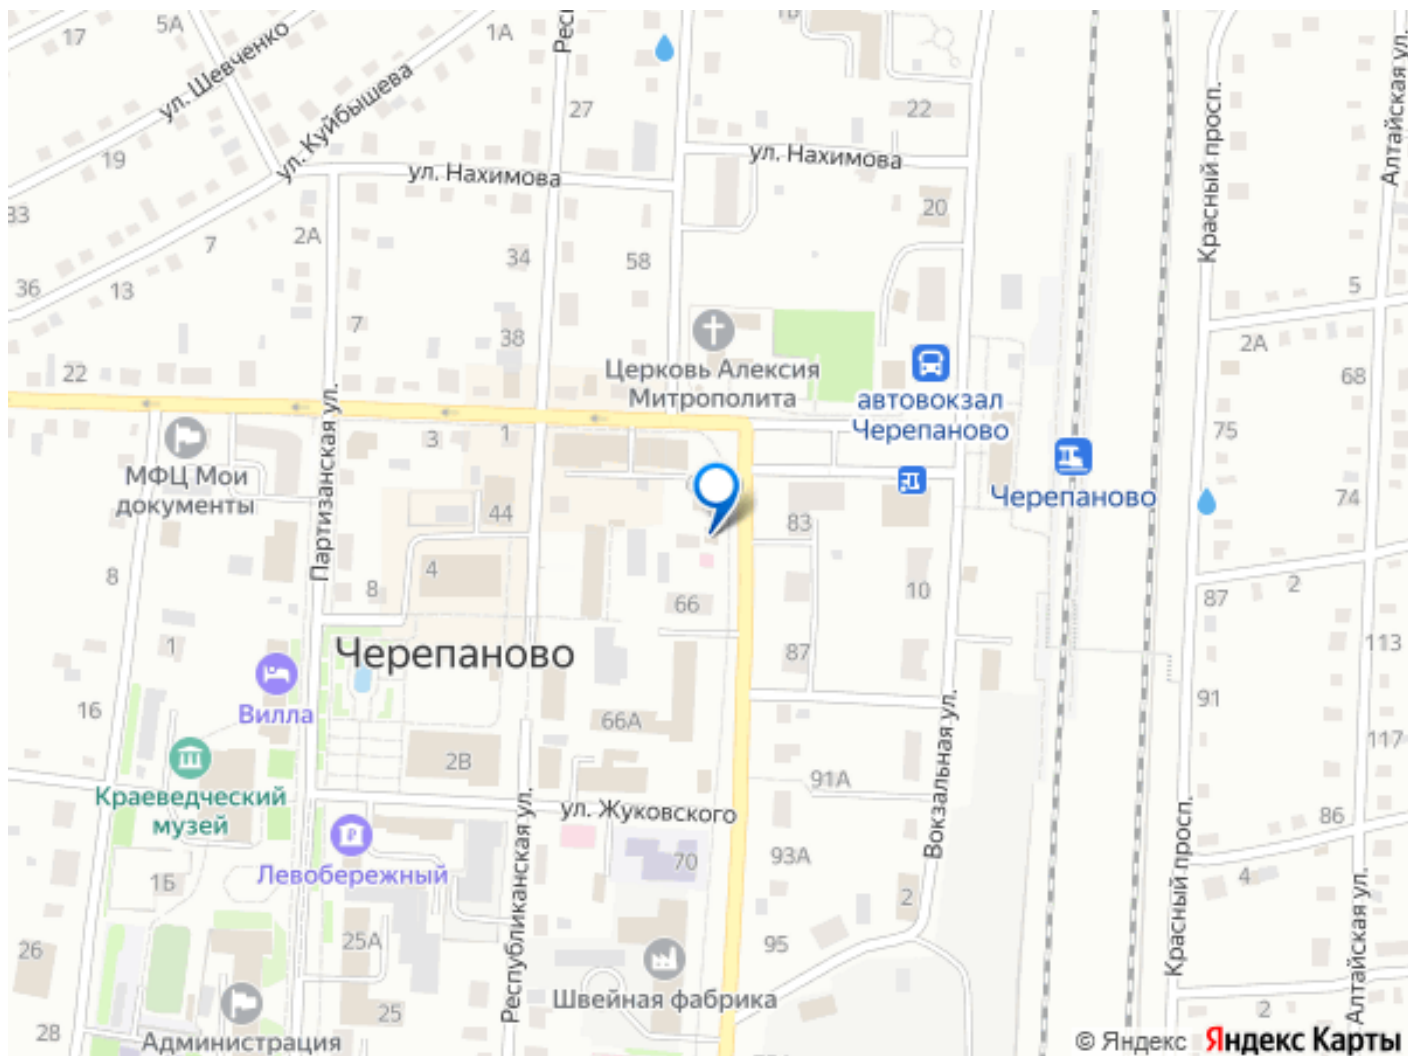 17
5А
ул. Шевченко
1А
ул. Куйбышева
27
22
19
ул. Нахимова
ул. Нахимова
Красный просп.
Алтайская ул.
33
7
2А
34
58
20
36
13
7
38
5
2А
22
Церковь Алексия
Митрополита
автовокзал
Черепаново
68
МФЦ Мои
документы
Партизанская ул.
3
1
75
Черепаново
44
83
74
8
8
4
66
10
87
2
1
Черепаново
87
113
16
Вилла
66А
91
2В
91А
117
Краеведческий
музей
ул. Жуковского
Республиканская ул.
Вокзальная ул.
86
Левобережный
70
93А
4
1Б
2
Красный просп.
Алтайская ул.
26
25А
95
Швейная фабрика
25
2
28
Администрация
© Яндекс Яндекс Карты